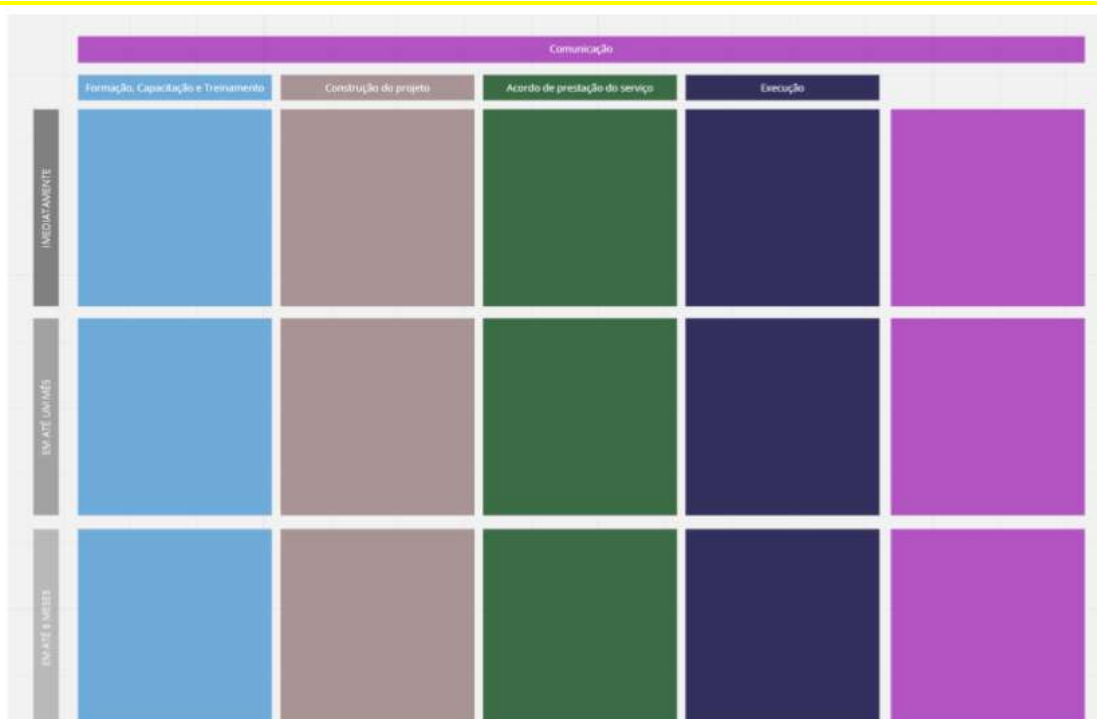 Comunicação
Formação, Capacitação e Treinamento
Construção do projeto
Acordo de prestação do serviço
Execução
IMEDIATAMENTE
EM ATÉ UM MÊS
EM ATÉ 6 MESES